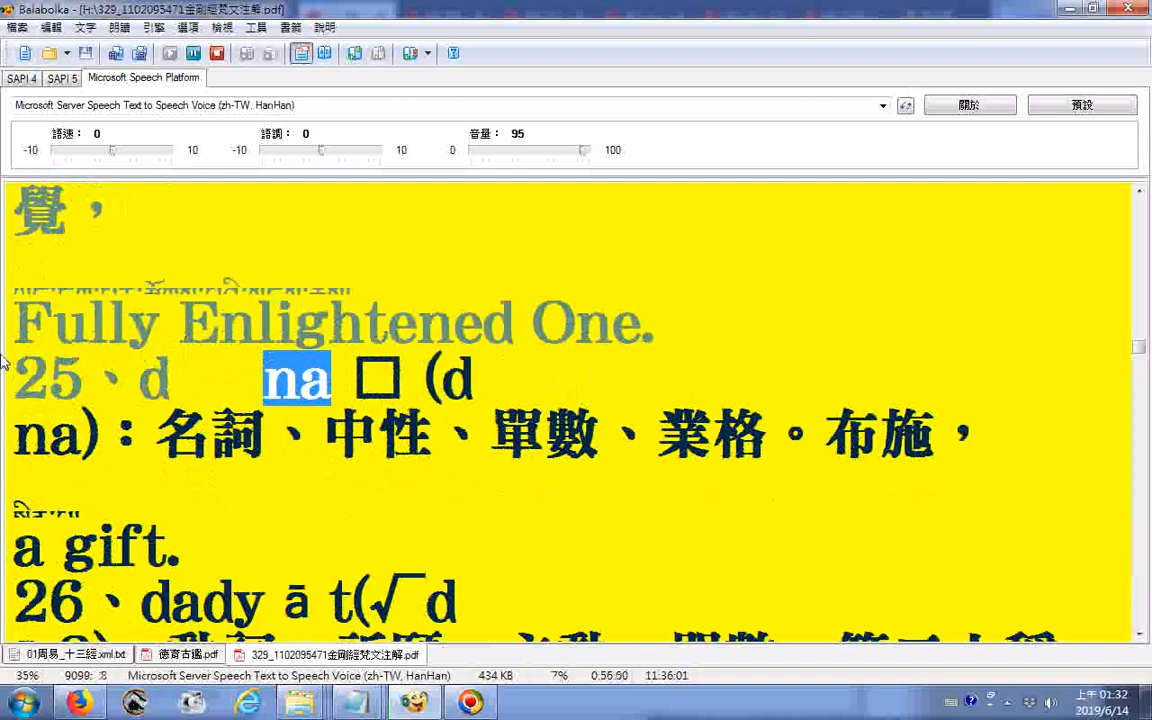 Balabolka - [H:\329_1102095471金剛經梵文注解.pdf]
檔案 編輯 文字 朗讀 引擎 選項 檢視 工具 書籤 說明
SAPI 4 SAPI 5 Microsoft Speech Platform
Microsoft Server Speech Text to Speech Voice (zh-TW, HanHan) 關於 預設
語速： 0 語調： 0 音量： 95
-10 10 -10 10 0 100
覺，
Fully Enlightened One.
25、d na □ (d
na)：名詞、中性、單數、業格。布施，
a gift.
26、dady ā t(√d
01周易_十三經.xml.txt 德育古鑑.pdf 329_1102095471金剛經梵文注解.pdf
35% Microsoft Server Speech Text to Speech Voice (zh-TW, HanHan) 434 KB 7% 0:56:50 11:36:01
上午 01:32
2019/6/14